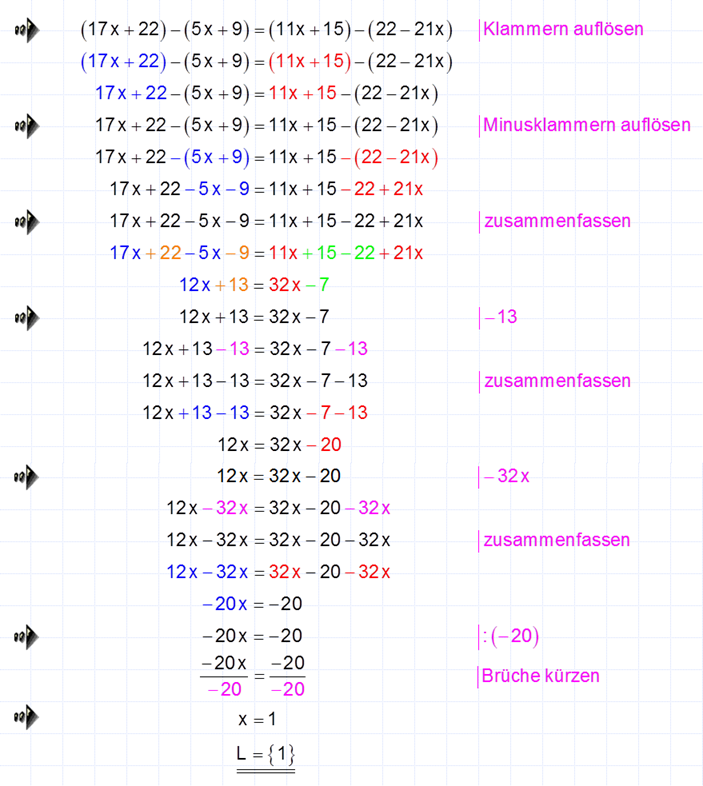 (17x + 22) − (5x + 9) = (11x + 15) − (22 − 21x) |Klammern auflösen
(17x + 22) − (5x + 9) = (11x + 15) − (22 − 21x)
17x + 22 − (5x + 9) = 11x + 15 − (22 − 21x)
17x + 22 − (5x + 9) = 11x + 15 − (22 − 21x) |Minusklammern auflösen
17x + 22 − (5x + 9) = 11x + 15 − (22 − 21x)
17x + 22 − 5x − 9 = 11x + 15 − 22 + 21x
17x + 22 − 5x − 9 = 11x + 15 − 22 + 21x |zusammenfassen
17x + 22 − 5x − 9 = 11x + 15 − 22 + 21x
12x + 13 = 32x − 7
12x + 13 = 32x − 7 |−13
12x + 13 − 13 = 32x − 7 − 13
12x + 13 − 13 = 32x − 7 − 13 |zusammenfassen
12x + 13 − 13 = 32x − 7 − 13
12x = 32x − 20
12x = 32x − 20 |−32x
12x − 32x = 32x − 20 − 32x
12x − 32x = 32x − 20 − 32x |zusammenfassen
12x − 32x = 32x − 20 − 32x
−20x = −20
−20x = −20 |:(−20)
−20x/−20 = −20/−20 |Brüche kürzen
x = 1
L = {1}